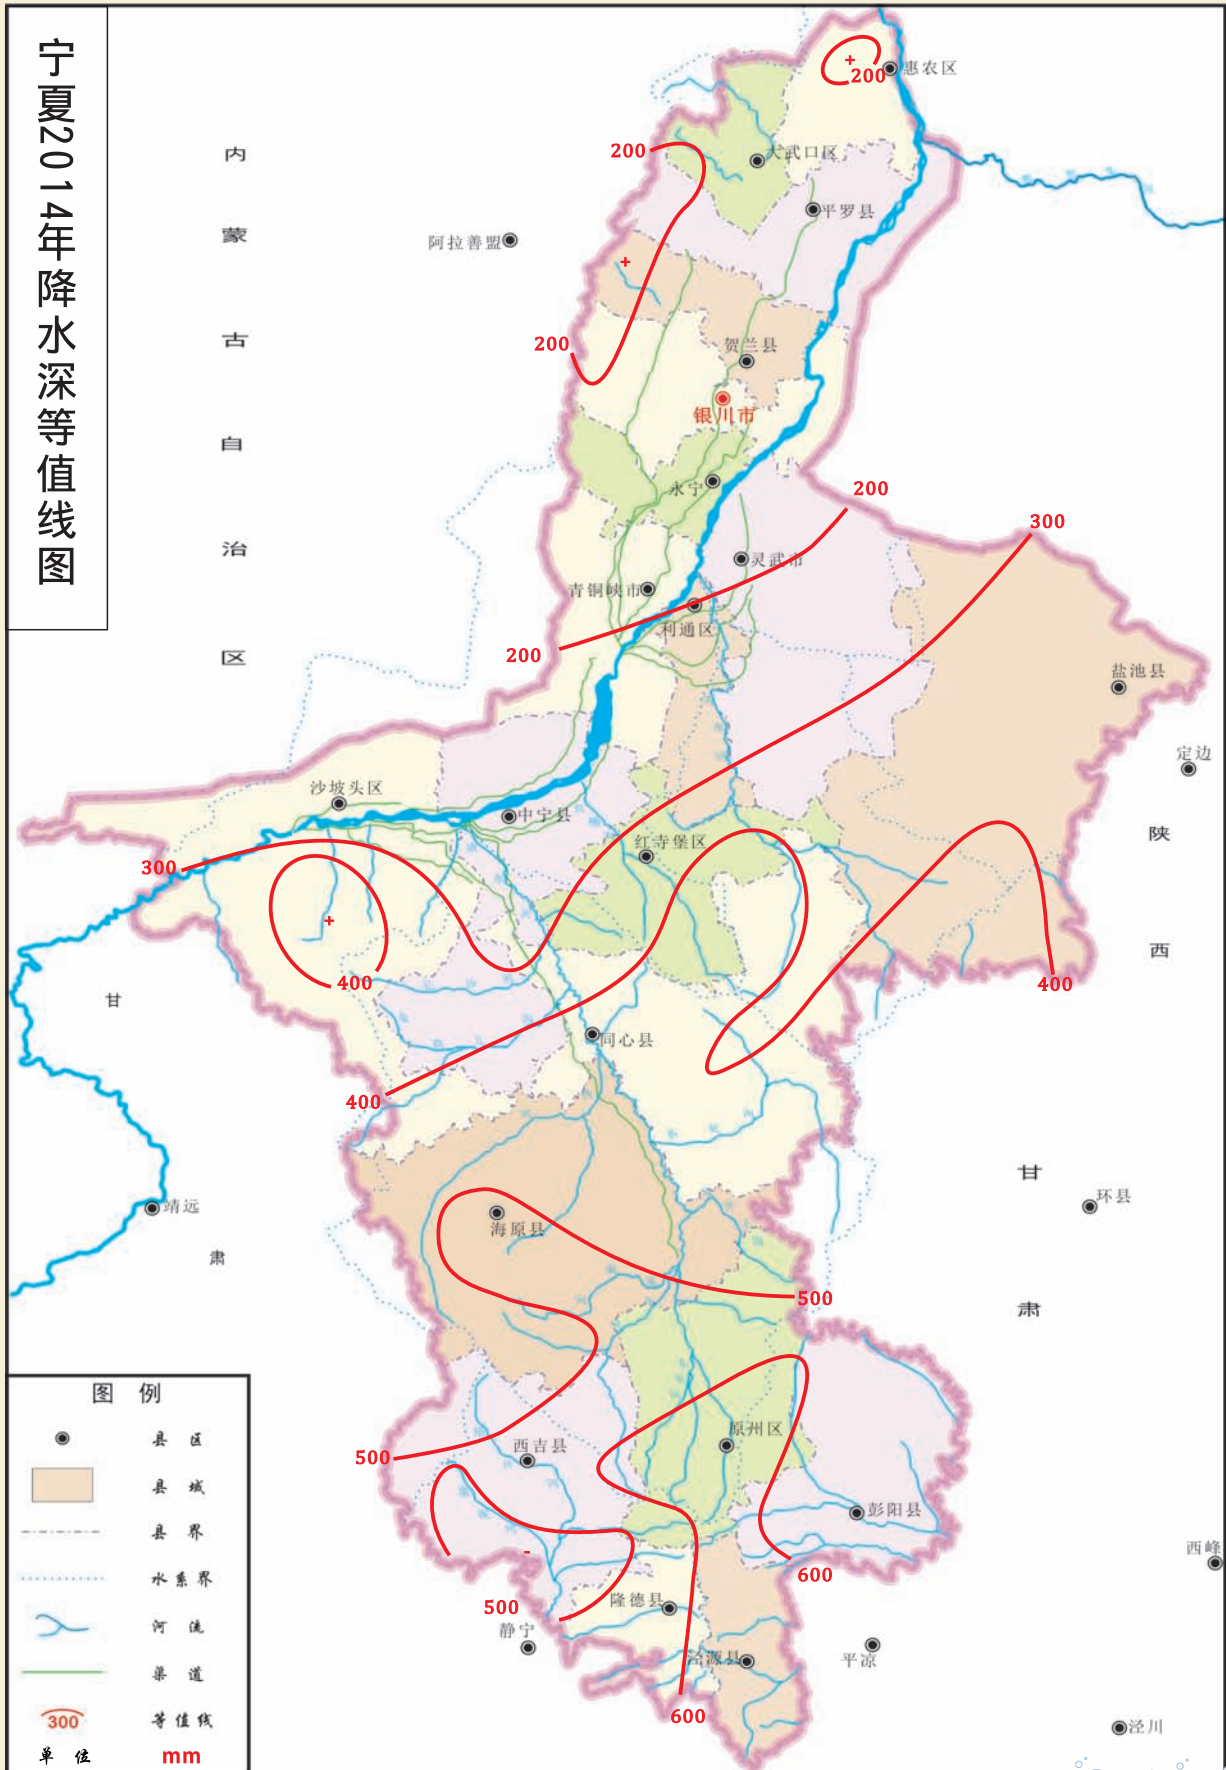 宁夏2014年降水深等值线图
内
蒙
古
自
治
区
200
惠农区
200
大武口区
平罗县
阿拉善盟
200
贺兰县
银川市
永宁
200
300
灵武市
青铜峡市
利通区
200
盐池县
定边
沙坡头区
中宁县
陕
西
红寺堡区
300
400
400
甘
同心县
400
甘
肃
环县
靖远
海原县
肃
500
原州区
500
西吉县
彭阳县
西峰
600
500
隆德县
静宁
泾源县
平凉
600
泾川
图 例
县 区
县 域
县 界
水系界
河 流
渠 道
300
等值线
单 位
mm